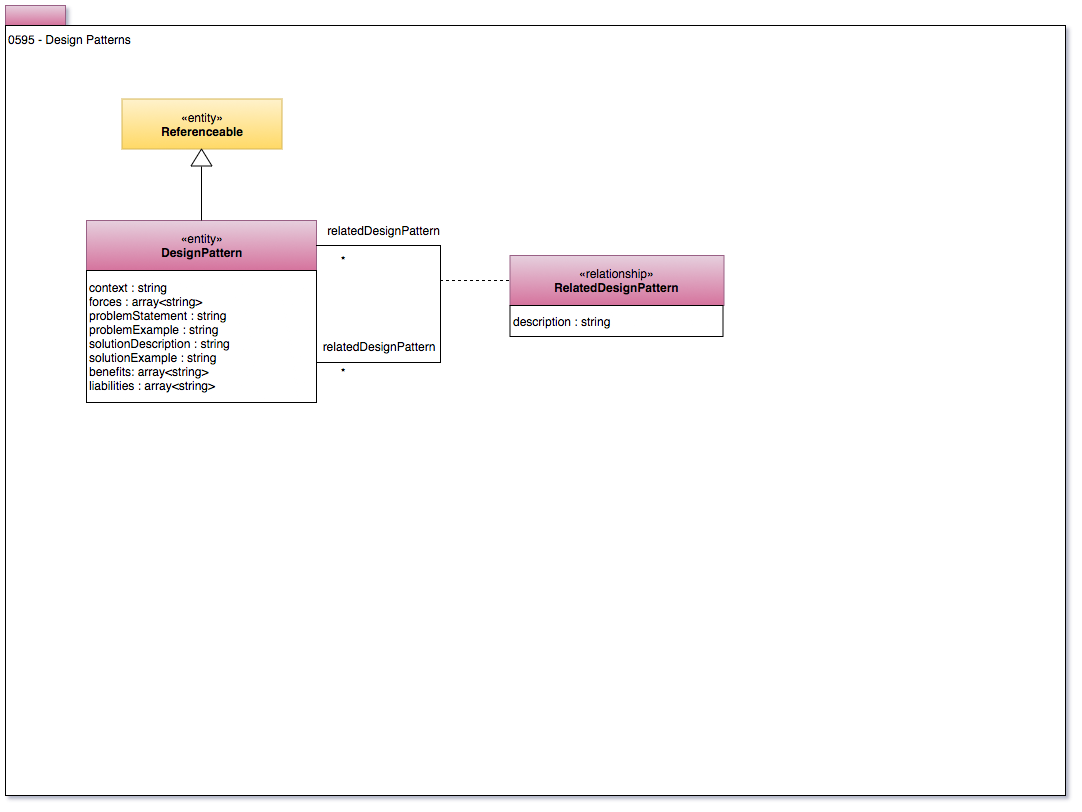 0595 - Design Patterns
«entity»
Referenceable
«entity»
DesignPattern
context : string
forces : array<string>
problemStatement : string
problemExample : string
solutionDescription : string
solutionExample : string
benefits: array<string>
liabilities : array<string>
relatedDesignPattern
*
relatedDesignPattern
*
«relationship»
RelatedDesignPattern
description : string